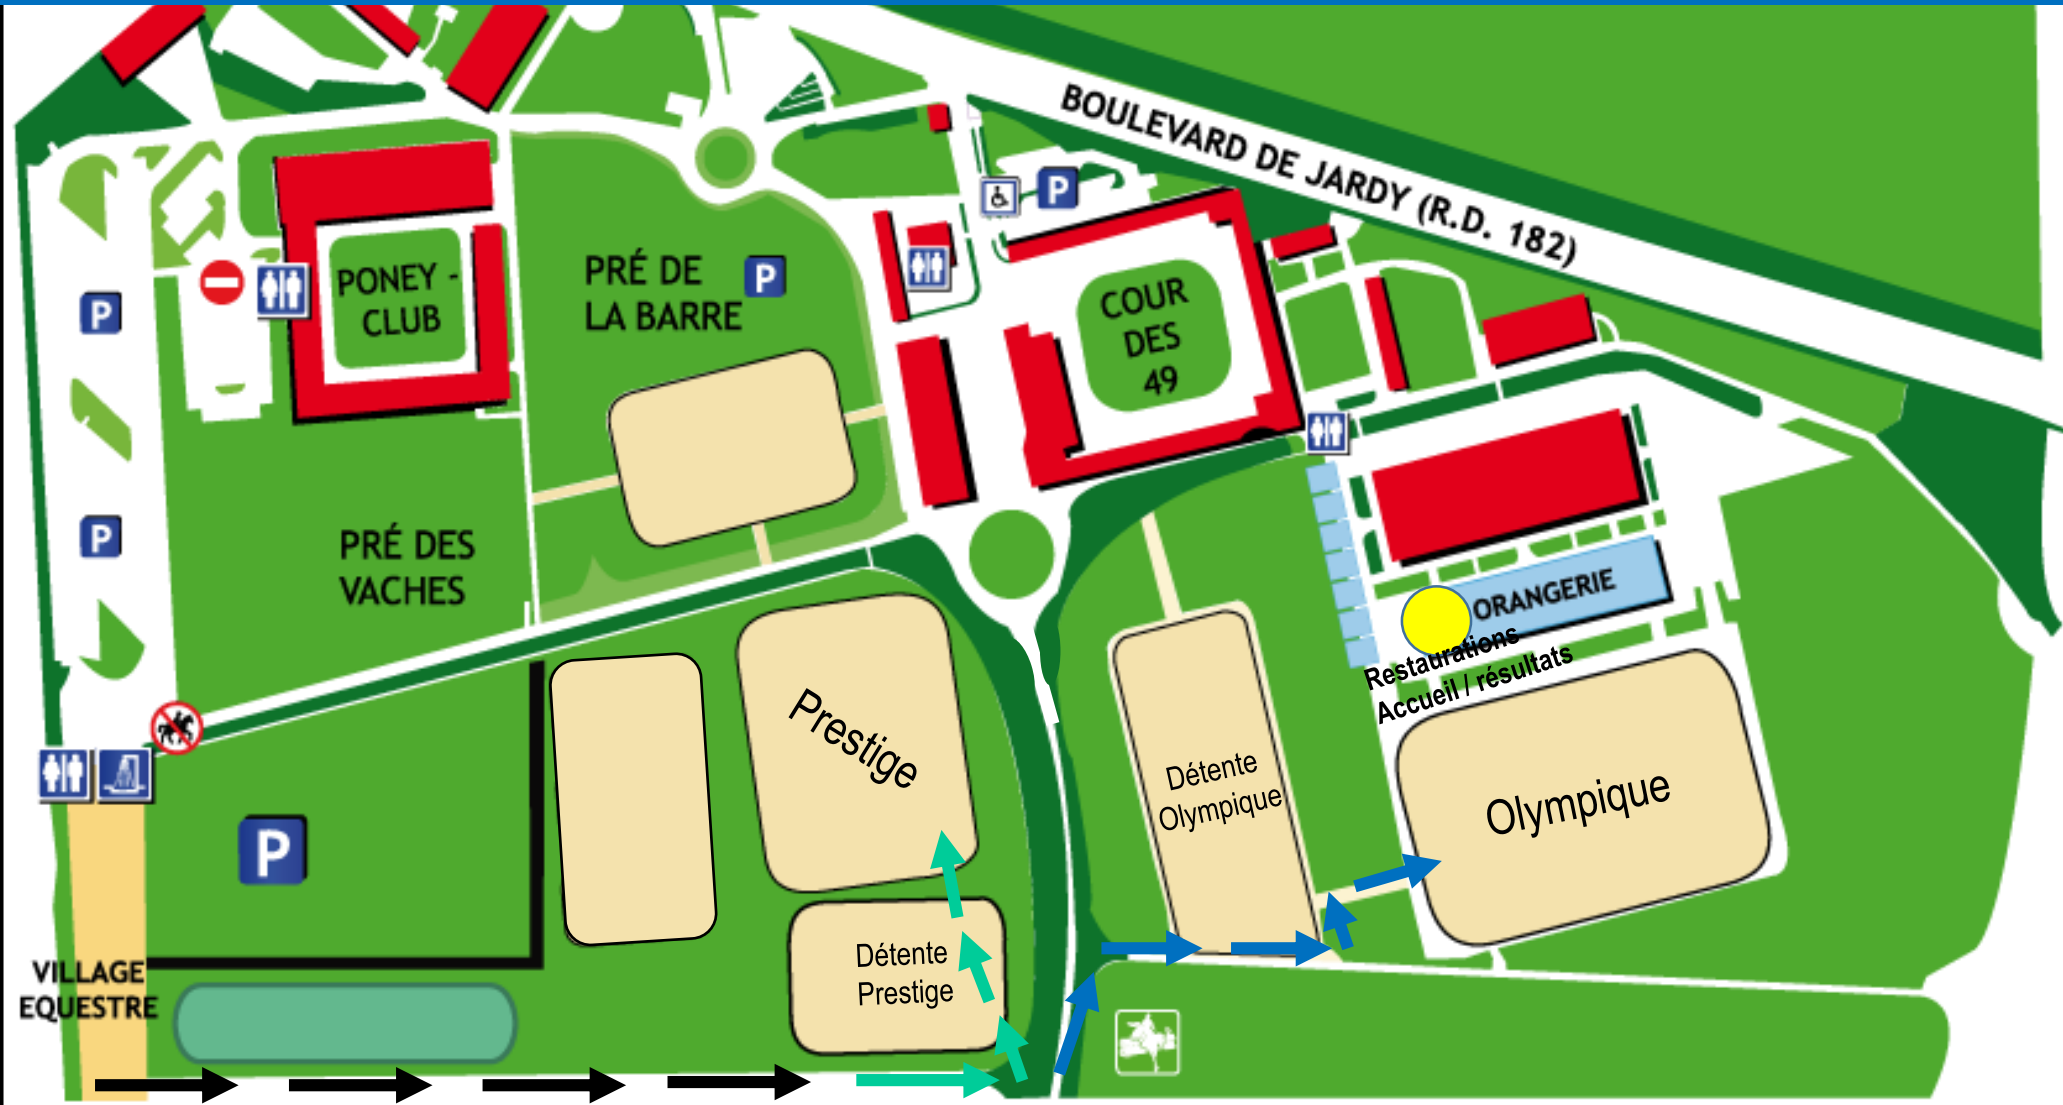 BOULEVARD DE JARDY (R.D. 182)
P
PONEY -
CLUB
PRÉ DE
LA BARRE
P
COUR
DES
49
P
P
PRÉ DES
VACHES
ORANGERIE
Restaurations
Accueil / résultats
Prestige
Détente
Olympique
Olympique
P
Détente
Prestige
VILLAGE
EQUESTRE